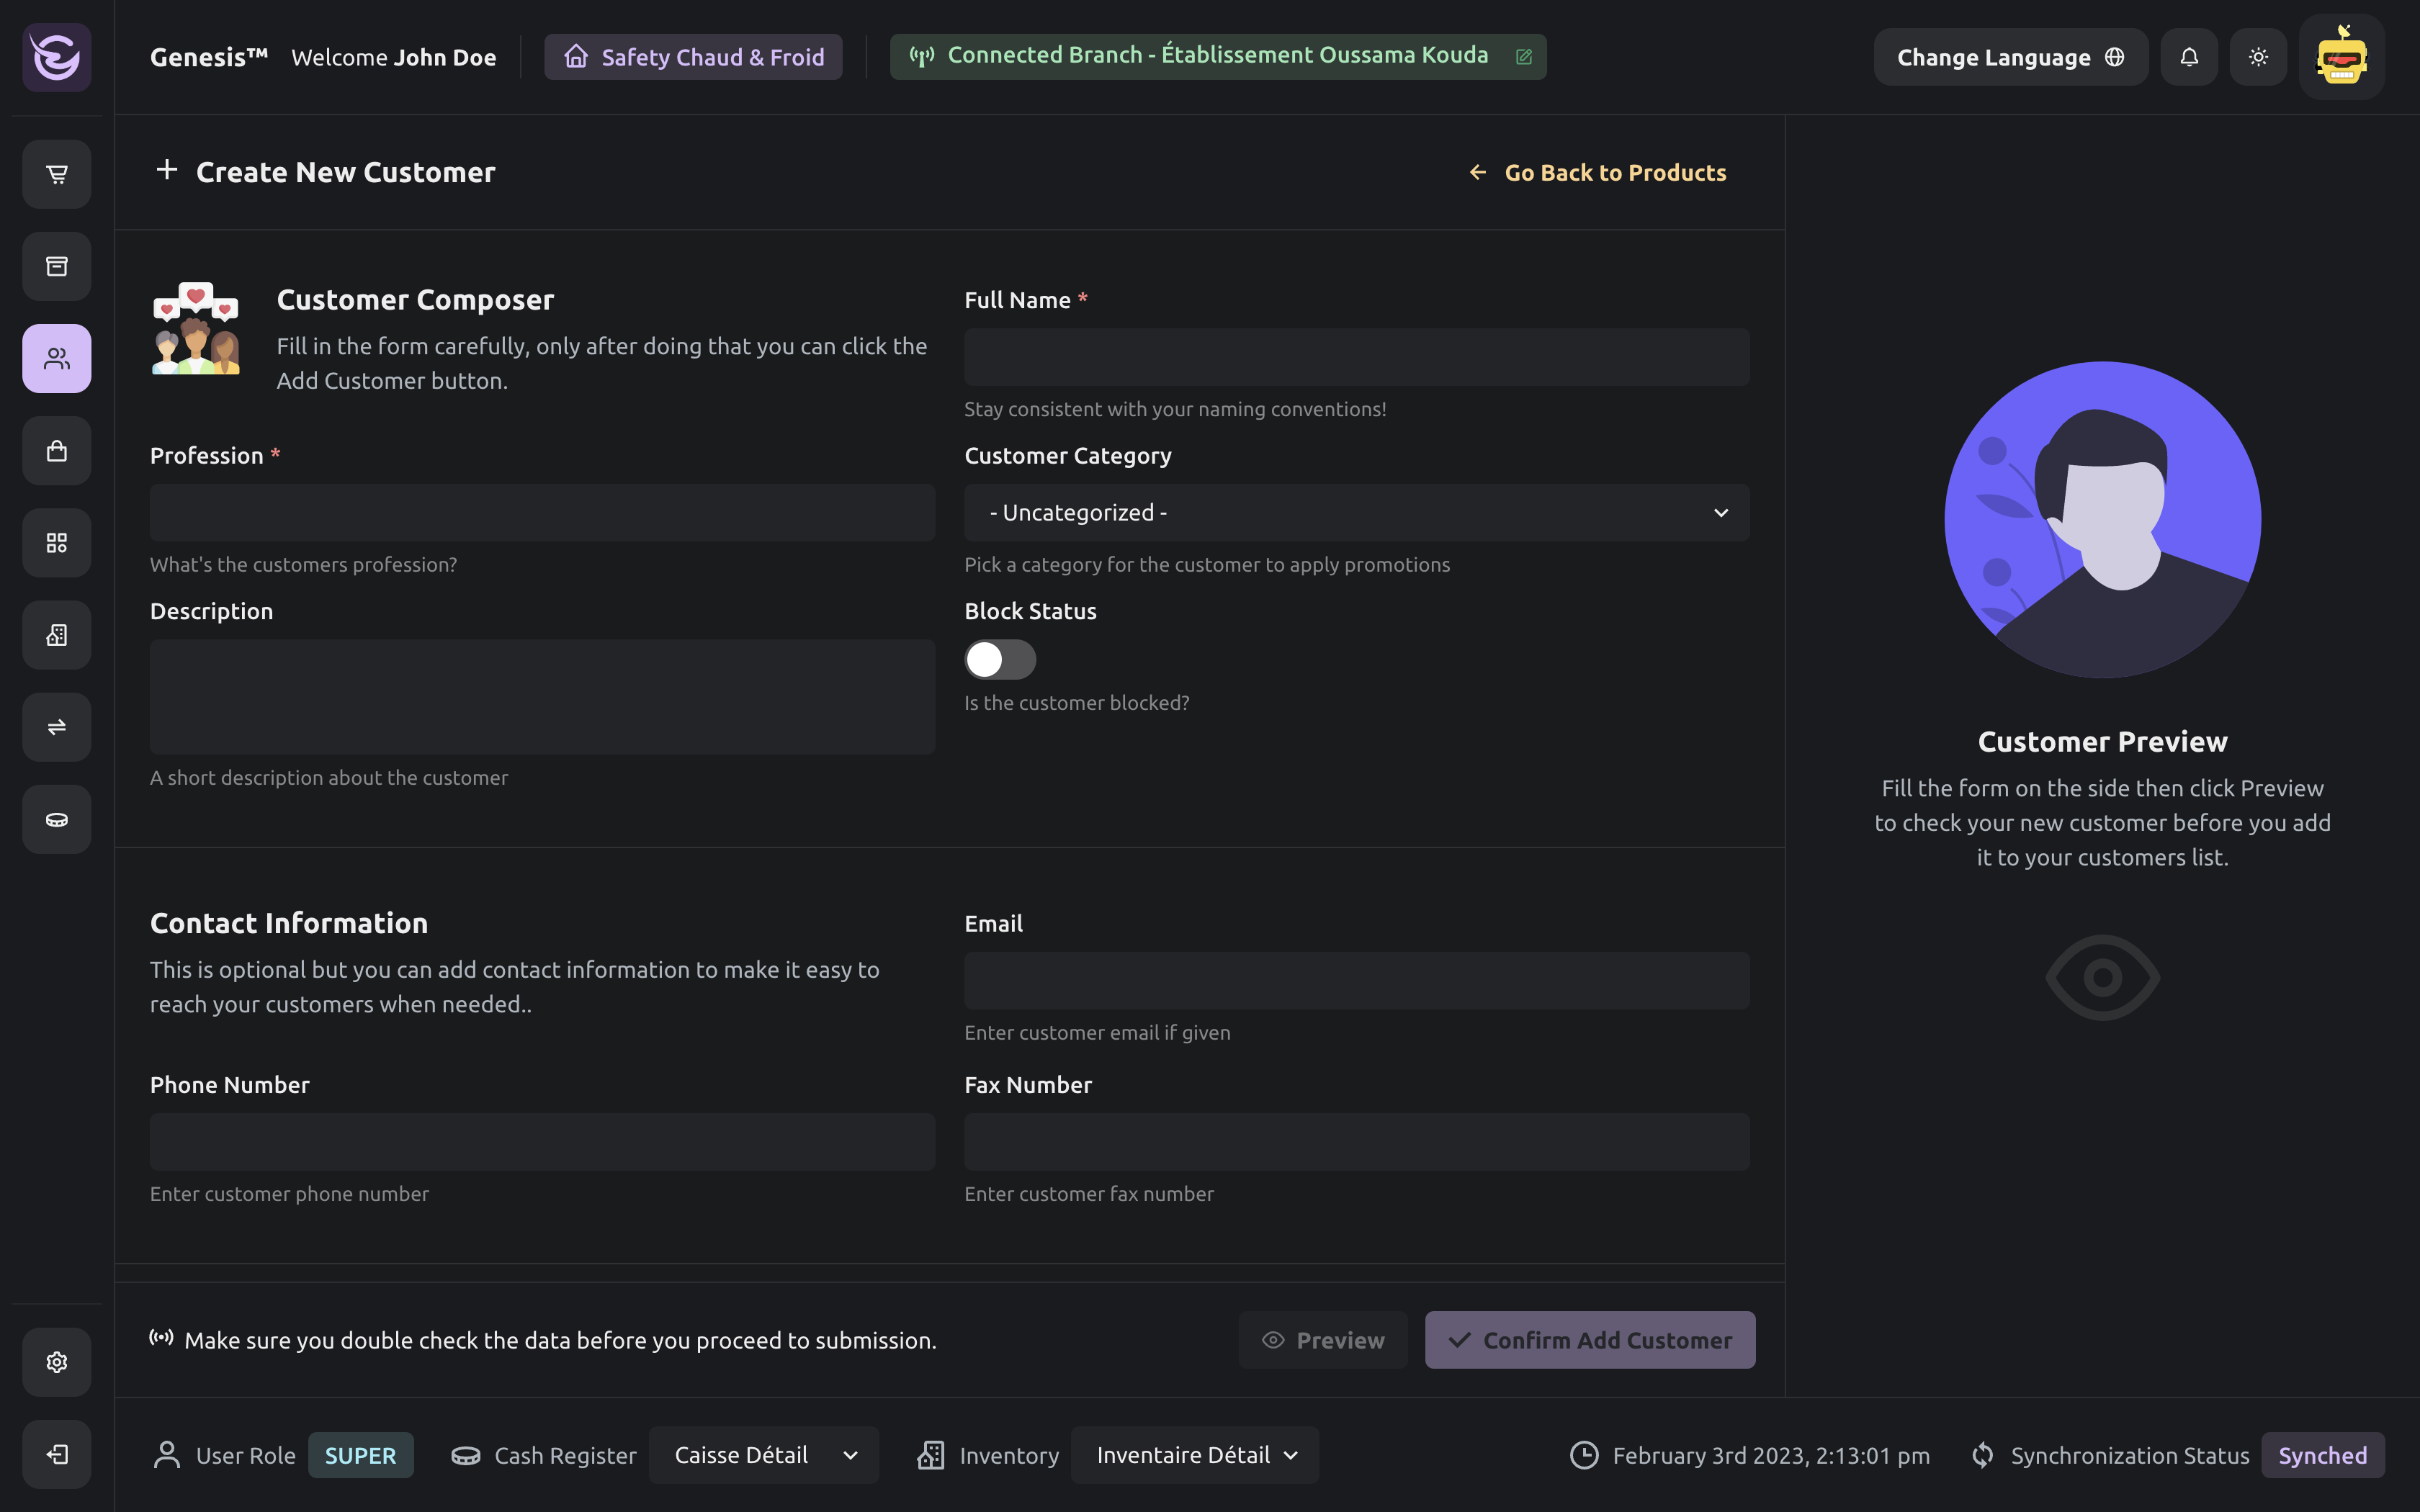 Genesis™ Welcome John Doe
Safety Chaud & Froid
Connected Branch - Établissement Oussama Kouda
Change Language
Create New Customer
Go Back to Products
Customer Composer
Fill in the form carefully, only after doing that you can click the
Add Customer button.
Full Name *
Stay consistent with your naming conventions!
Profession *
What's the customers profession?
Customer Category
- Uncategorized -
Pick a category for the customer to apply promotions
Description
A short description about the customer
Block Status
Is the customer blocked?
Contact Information
This is optional but you can add contact information to make it easy to
reach your customers when needed..
Email
Enter customer email if given
Phone Number
Enter customer phone number
Fax Number
Enter customer fax number
Customer Preview
Fill the form on the side then click Preview
to check your new customer before you add
it to your customers list.
Make sure you double check the data before you proceed to submission.
Preview
Confirm Add Customer
User Role SUPER
Cash Register Caisse Détail
Inventory Inventaire Détail
February 3rd 2023, 2:13:01 pm
Synchronization Status Synched